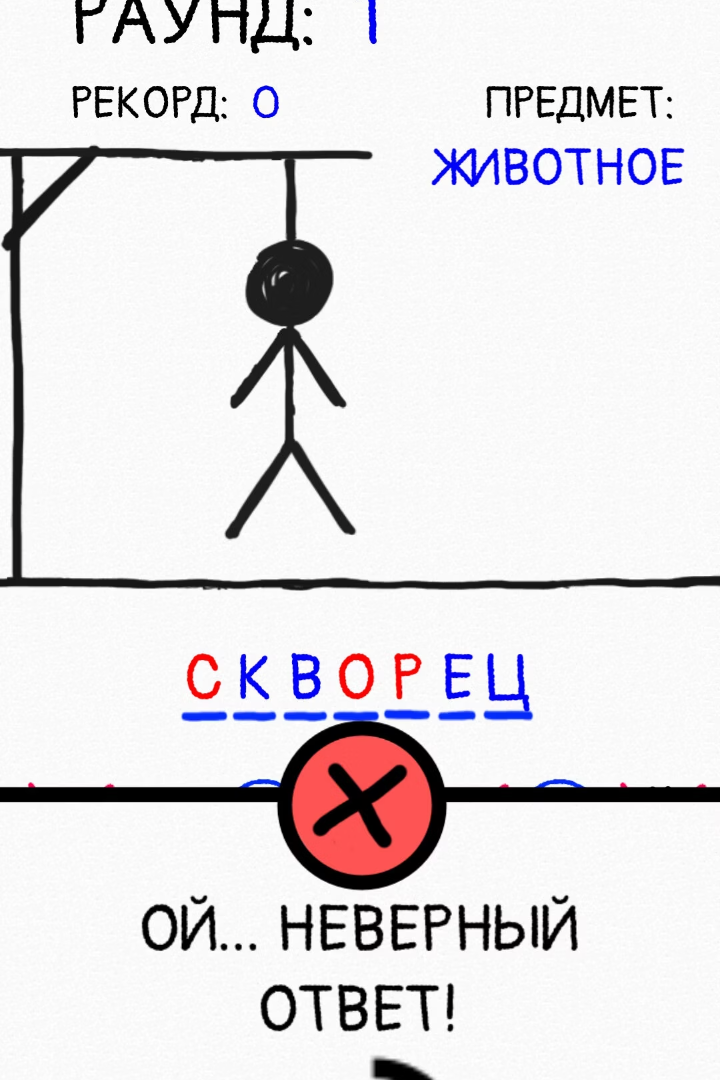 РАУНД: 1
РЕКОРД: 0
ПРЕДМЕТ:
ЖИВОТНОЕ
СКВОРЕЦ
ОЙ... НЕВЕРНЫЙ
ОТВЕТ!